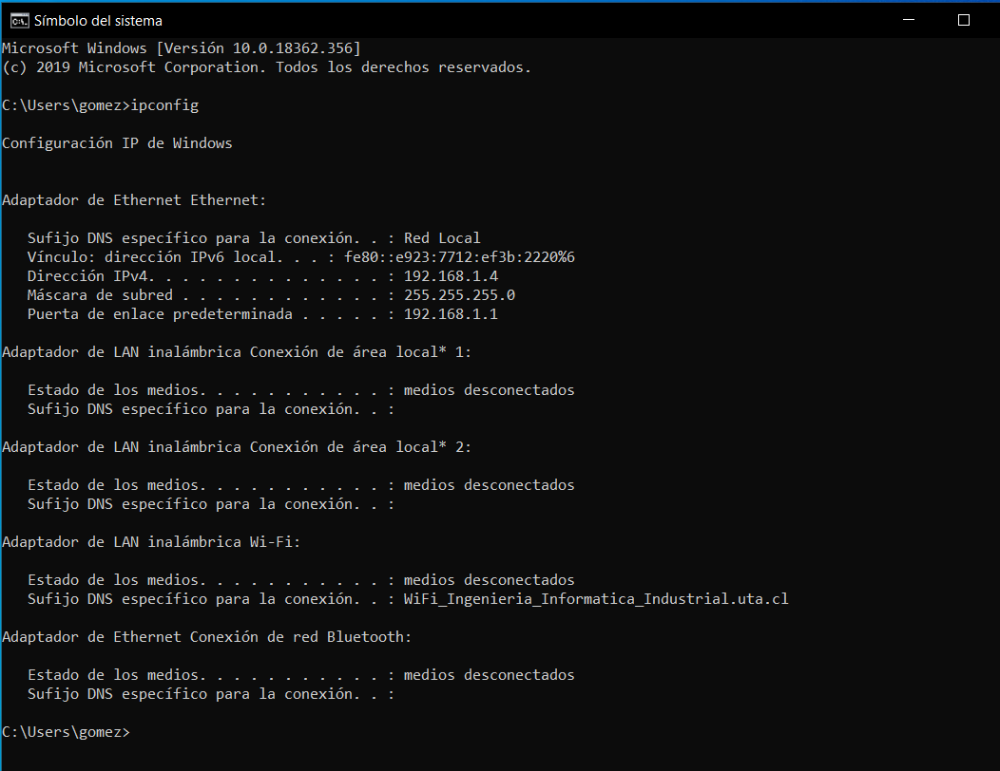 Símbolo del sistema
Microsoft Windows [Versión 10.0.18362.356]
(c) 2019 Microsoft Corporation. Todos los derechos reservados.
C:\Users\gomez>ipconfig
Configuración IP de Windows
Adaptador de Ethernet Ethernet:
Sufijo DNS específico para la conexión. . : Red Local
Vínculo: dirección IPv6 local. . . : fe80::e923:7712:ef3b:2220%6
Dirección IPv4. . . . . . . . . . . . . . : 192.168.1.4
Máscara de subred . . . . . . . . . . . . : 255.255.255.0
Puerta de enlace predeterminada . . . . . : 192.168.1.1
Adaptador de LAN inalámbrica Conexión de área local* 1:
Estado de los medios. . . . . . . . . . . : medios desconectados
Sufijo DNS específico para la conexión. . :
Adaptador de LAN inalámbrica Conexión de área local* 2:
Estado de los medios. . . . . . . . . . . : medios desconectados
Sufijo DNS específico para la conexión. . :
Adaptador de LAN inalámbrica Wi-Fi:
Estado de los medios. . . . . . . . . . . : medios desconectados
Sufijo DNS específico para la conexión. . : WiFi_Ingenieria_Informatica_Industrial.uta.cl
Adaptador de Ethernet Conexión de red Bluetooth:
Estado de los medios. . . . . . . . . . . : medios desconectados
Sufijo DNS específico para la conexión. . :
C:\Users\gomez>